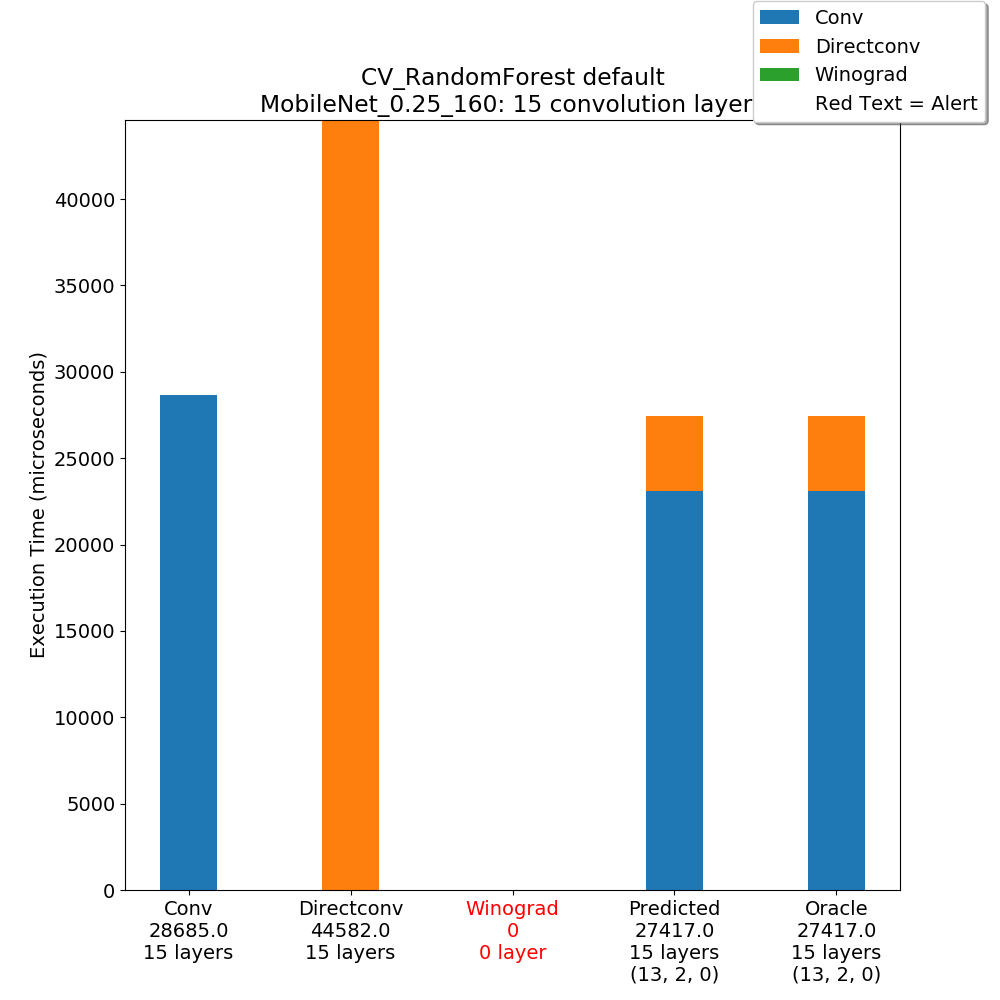 Conv
Directconv
Winograd
Red Text = Alert
CV_RandomForest default
MobileNet_0.25_160: 15 convolution layer
Execution Time (microseconds)
40000
35000
30000
25000
20000
15000
10000
5000
0
Conv
28685.0
15 layers
Directconv
44582.0
15 layers
Winograd
0
0 layer
Predicted
27417.0
15 layers
(13, 2, 0)
Oracle
27417.0
15 layers
(13, 2, 0)